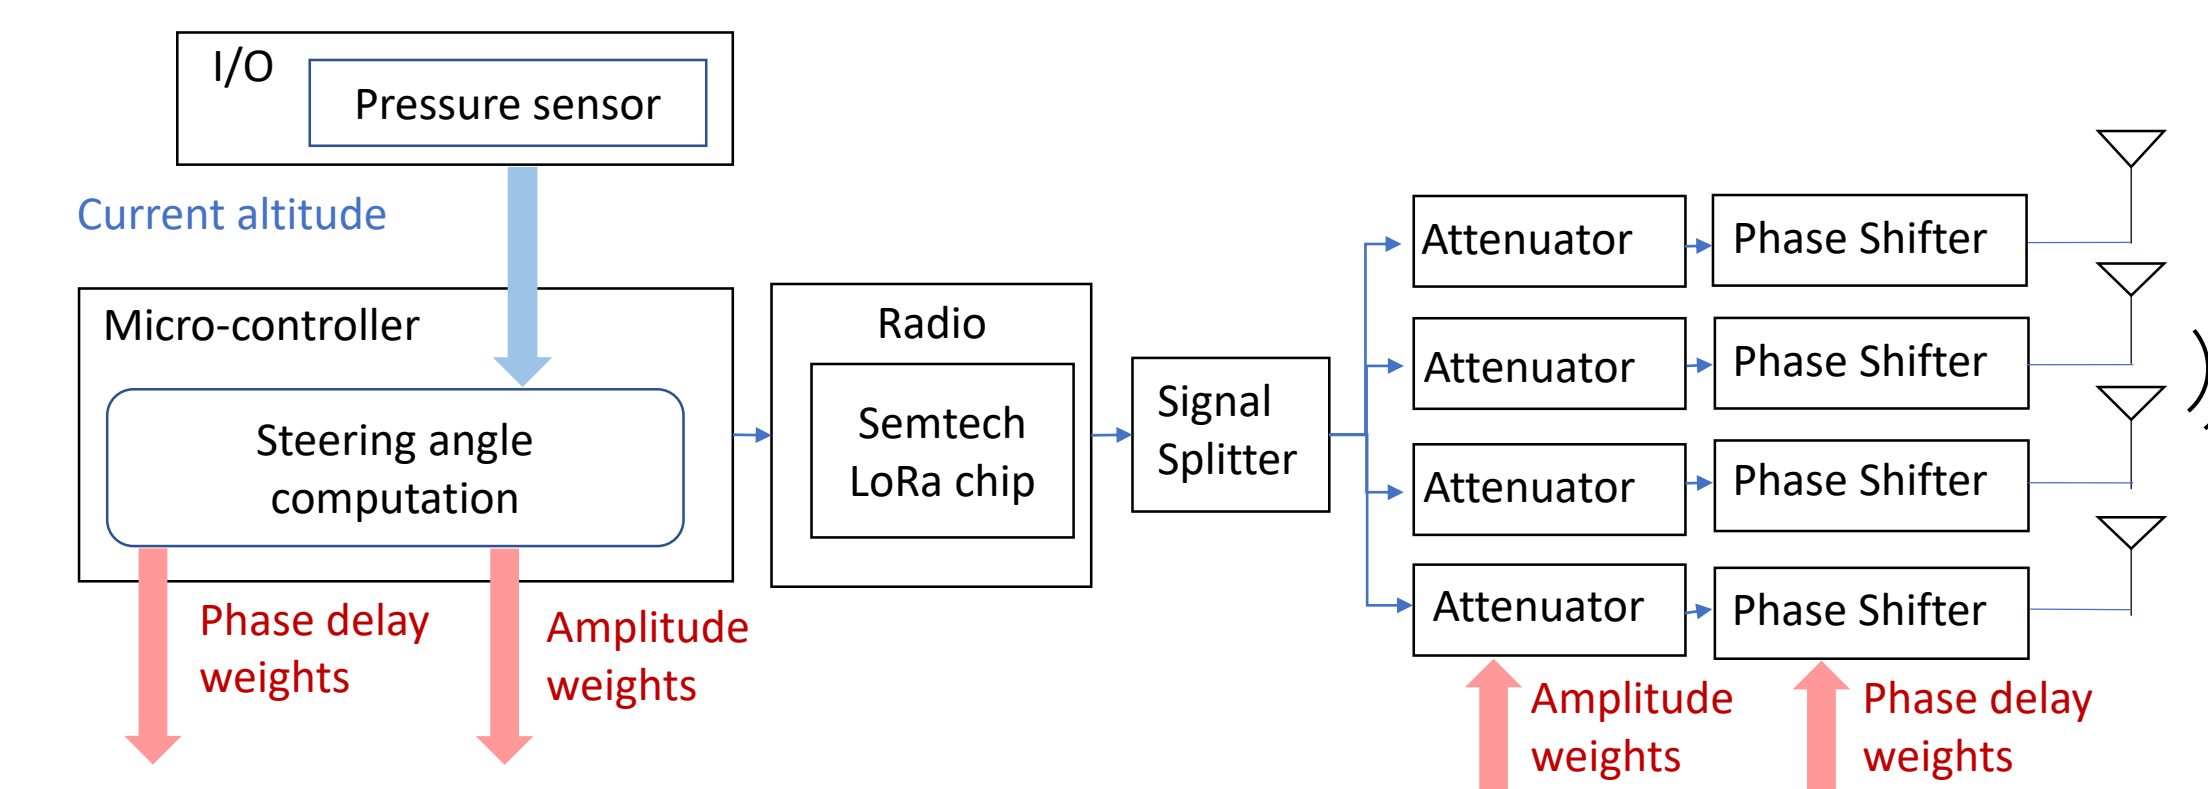 I/O
Pressure sensor
Current altitude
Micro-controller
Steering angle
computation
Phase delay
weights
Amplitude
weights
Radio
Semtech
LoRa chip
Signal
Splitter
Attenuator
Phase Shifter
Attenuator
Phase Shifter
Attenuator
Phase Shifter
Attenuator
Phase Shifter
Amplitude
weights
Phase delay
weights